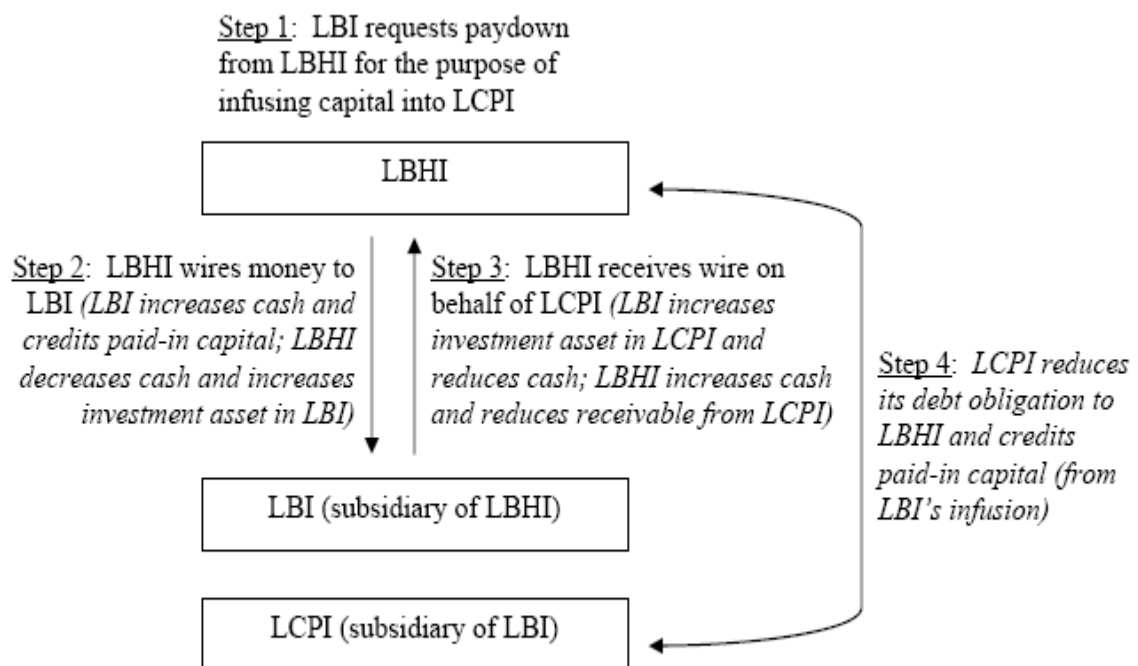 Step 1: LBI requests paydown
from LBHI for the purpose of
infusing capital into LCPI
LBHI
Step 2: LBHI wires money to
LBI (LBI increases cash and
credits paid-in capital; LBHI
decreases cash and increases
investment asset in LBI)
Step 3: LBHI receives wire on
behalf of LCPI (LBI increases
investment asset in LCPI and
reduces cash; LBHI increases cash
and reduces receivable from LCPI)
Step 4: LCPI reduces
its debt obligation to
LBHI and credits
paid-in capital (from
LBI's infusion)
LBI (subsidiary of LBHI)
LCPI (subsidiary of LBI)